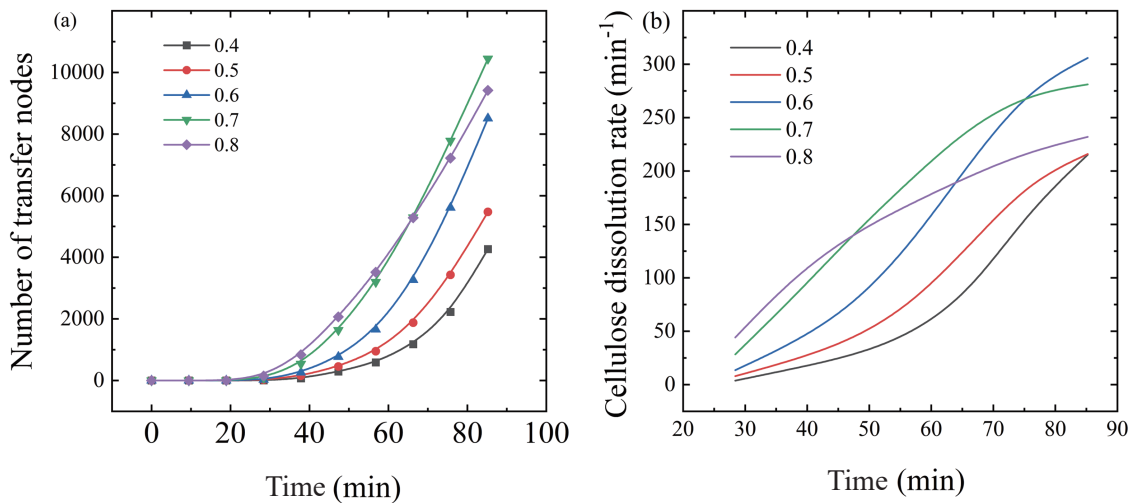 (a)
0.4
0.5
0.6
0.7
0.8
Number of transfer nodes
10000
8000
6000
4000
2000
0
0 20 40 60 80 100
Time (min)
(b)
0.4
0.5
0.6
0.7
0.8
Cellulose dissolution rate (min⁻¹)
300
250
200
150
100
50
0
20 30 40 50 60 70 80 90
Time (min)